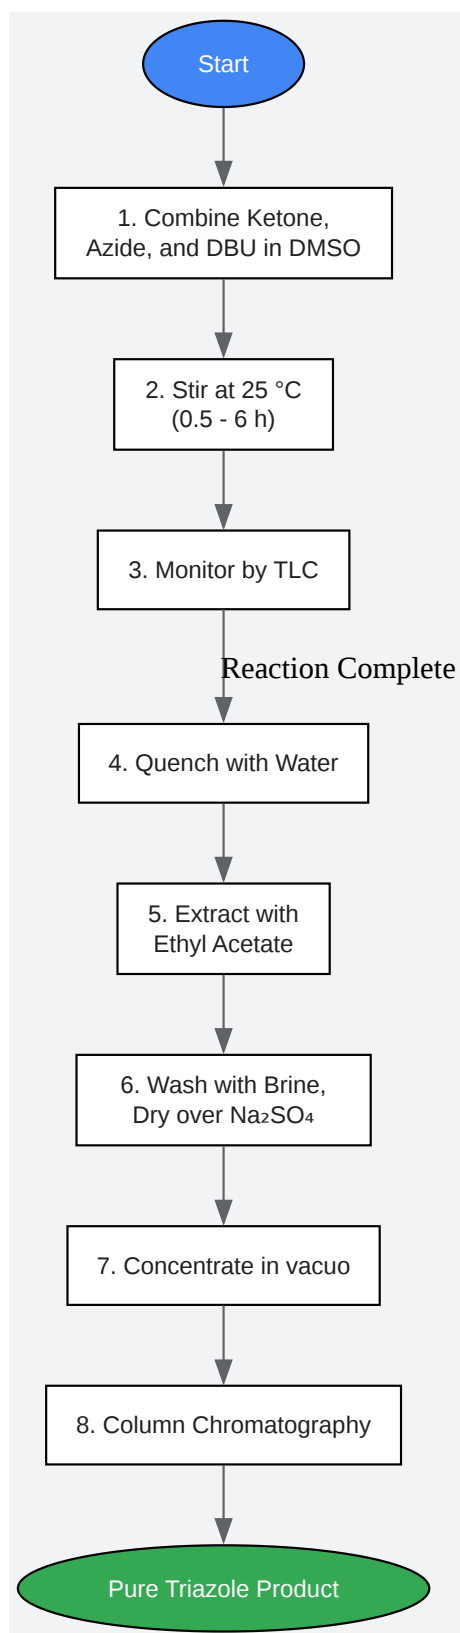 Start
1. Combine Ketone,
Azide, and DBU in DMSO
2. Stir at 25 °C
(0.5 - 6 h)
3. Monitor by TLC
Reaction Complete
4. Quench with Water
5. Extract with
Ethyl Acetate
6. Wash with Brine,
Dry over Na₂SO₄
7. Concentrate in vacuo
8. Column Chromatography
Pure Triazole Product